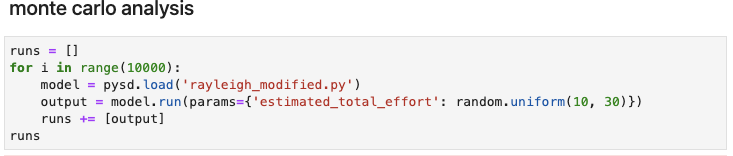 monte carlo analysis
runs = []
for i in range(10000):
    model = pysd.load('rayleigh_modified.py')
    output = model.run(params={'estimated_total_effort': random.uniform(10, 30)})
    runs += [output]
runs